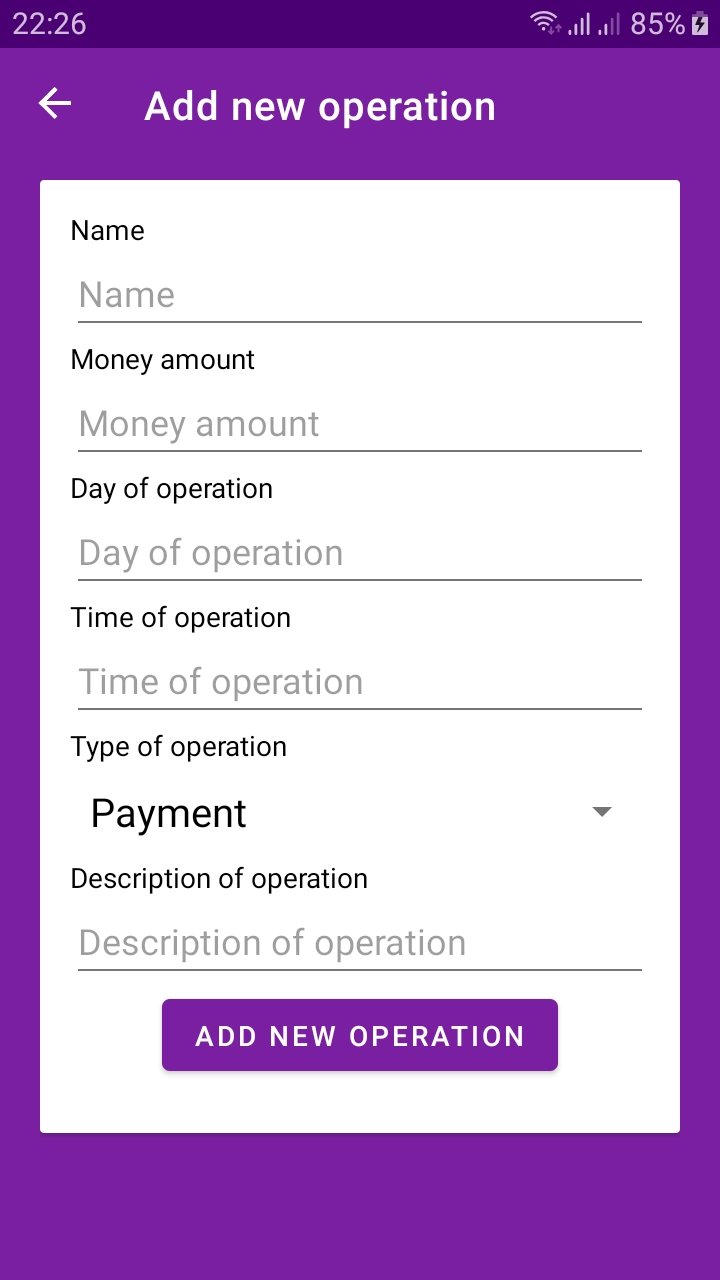 22:26 85%
Add new operation
Name
Name
Money amount
Money amount
Day of operation
Day of operation
Time of operation
Time of operation
Type of operation
Payment
Description of operation
Description of operation
ADD NEW OPERATION